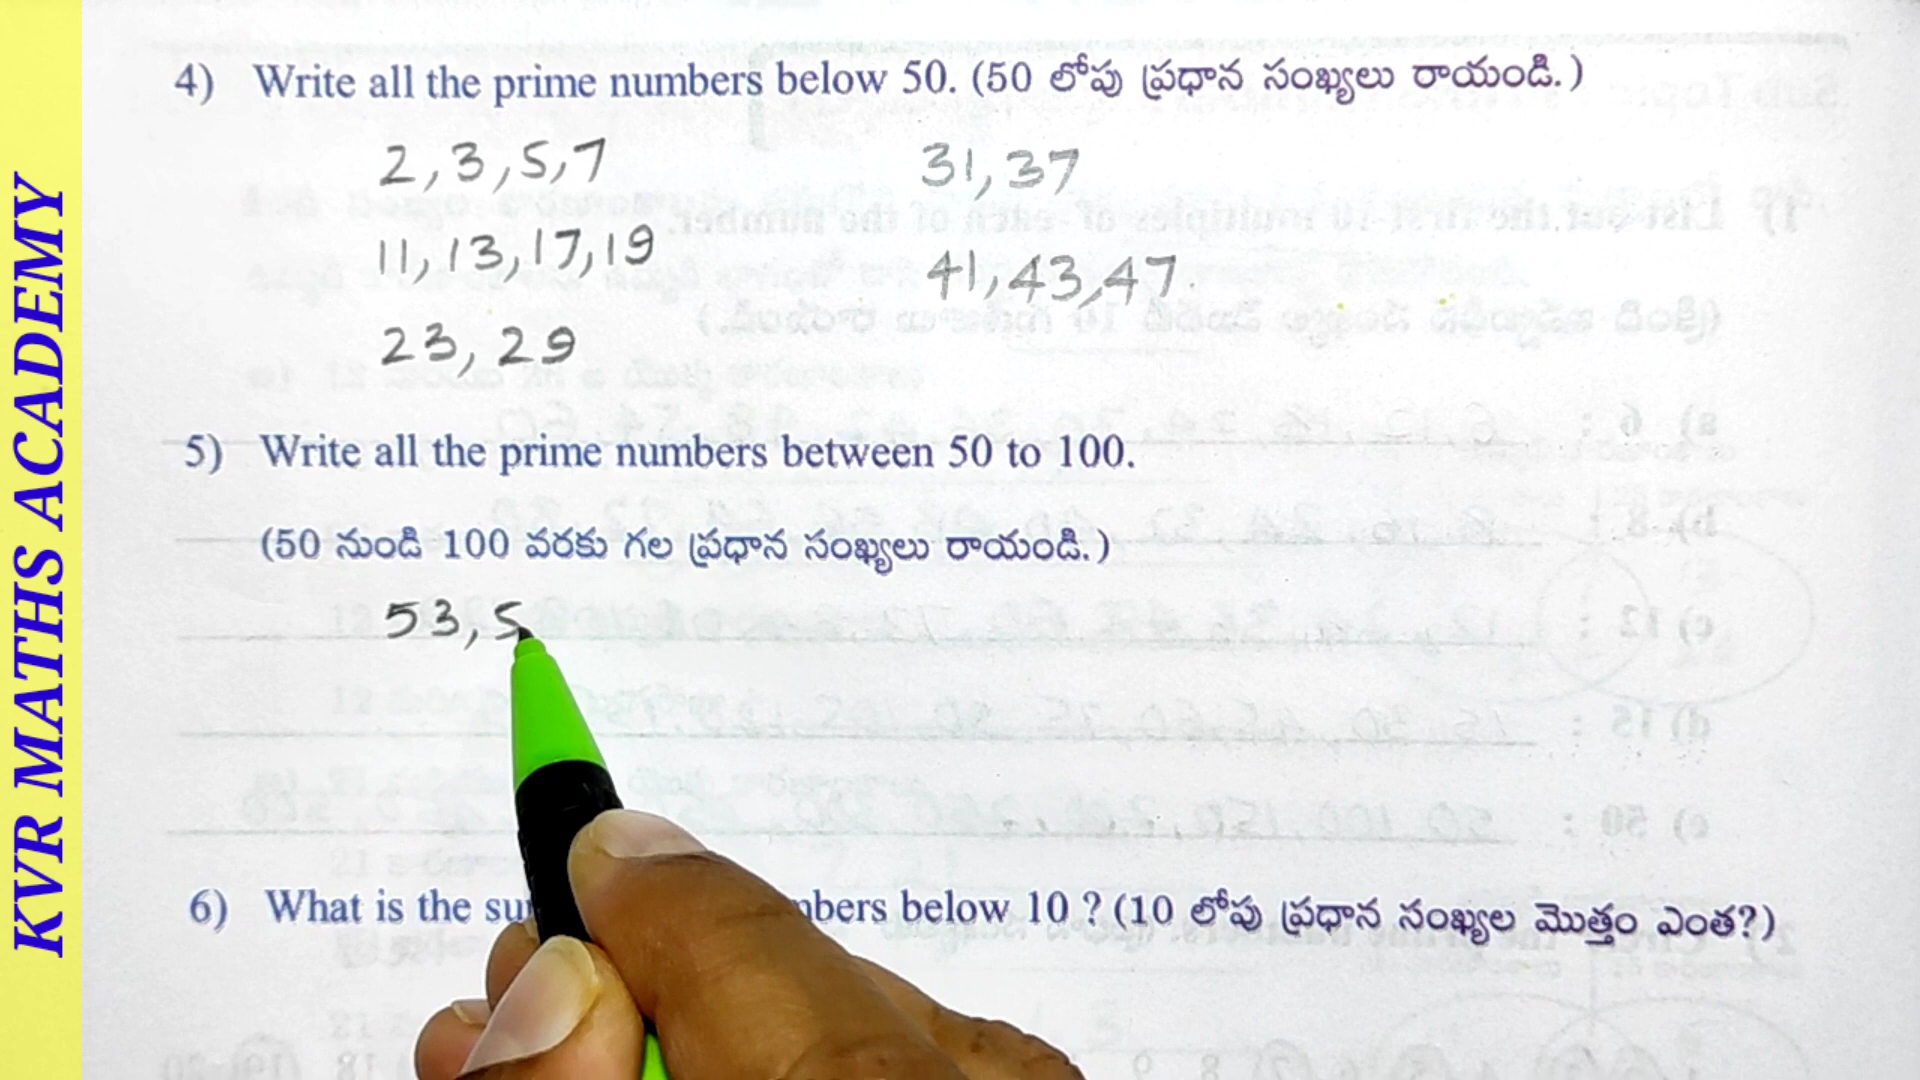 KVR MATHS ACADEMY
4) Write all the prime numbers below 50. (50 లోపు ప్రధాన సంఖ్యలు రాయండి.)
2, 3, 5, 7
11, 13, 17, 19
23, 29
31, 37
41, 43, 47.
5) Write all the prime numbers between 50 to 100.
(50 నుండి 100 వరకు గల ప్రధాన సంఖ్యలు రాయండి.)
53, 5
6) What is the su mbers below 10 ? (10 లోపు ప్రధాన సంఖ్యల మొత్తం ఎంత?)